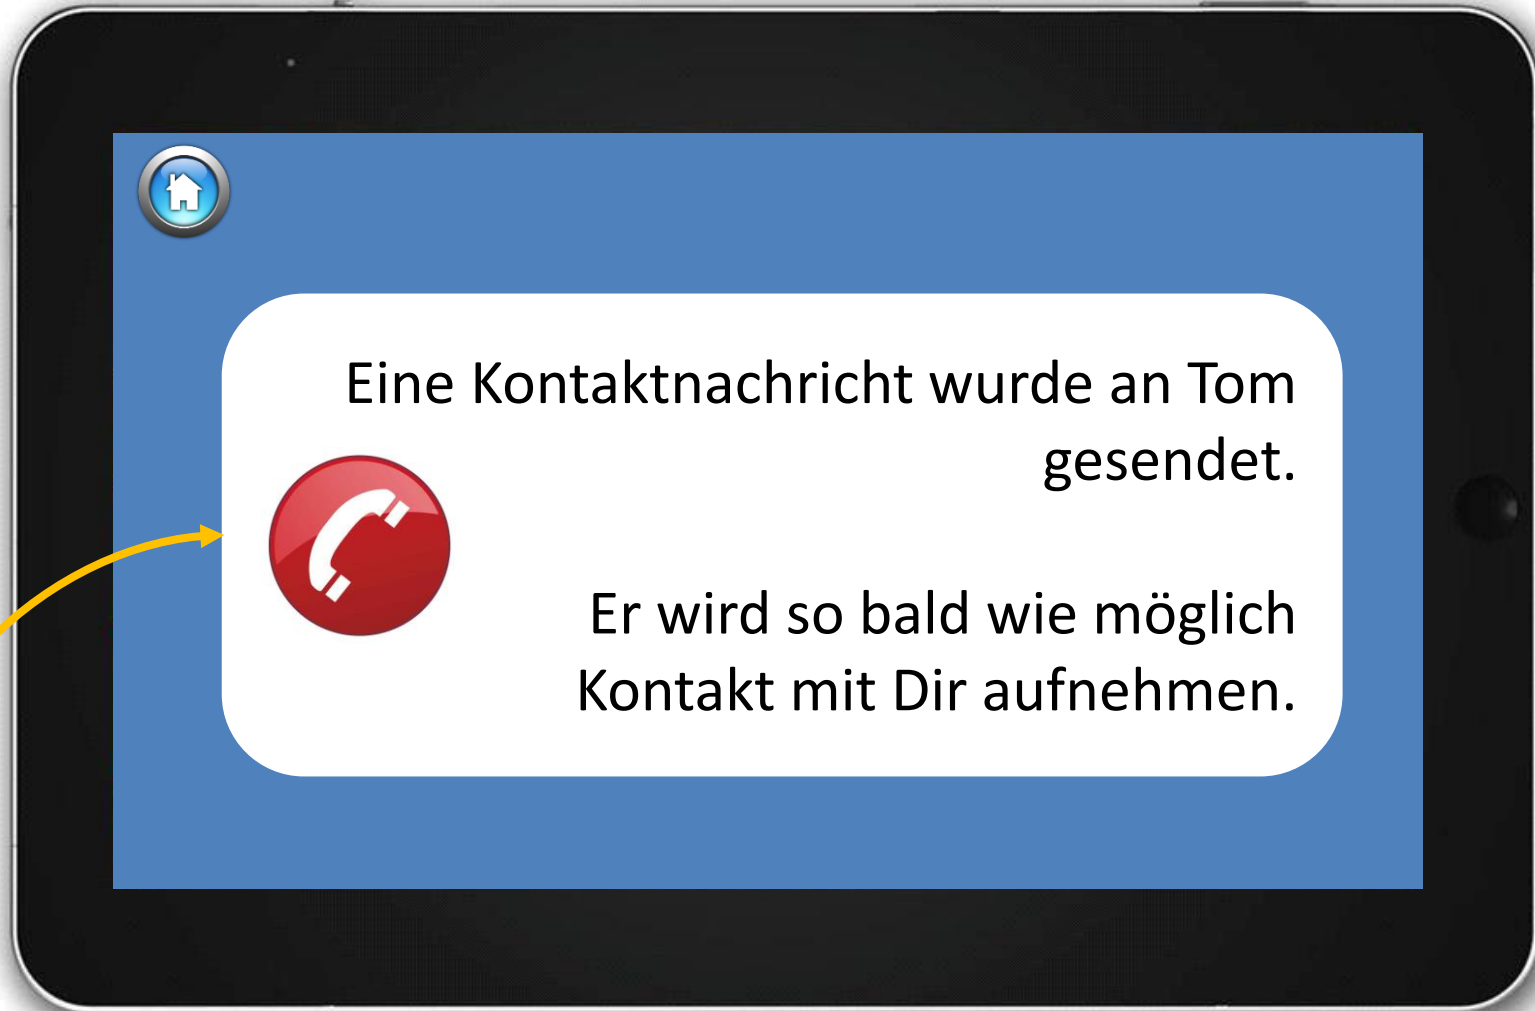 Eine Kontaktnachricht wurde an Tom
gesendet.
Er wird so bald wie möglich
Kontakt mit Dir aufnehmen.